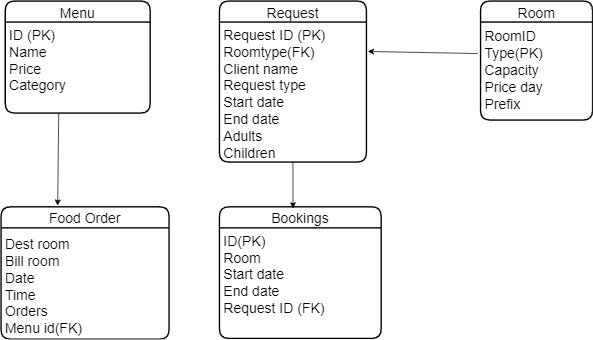 Menu
ID (PK)
Name
Price
Category
Request
Request ID (PK)
Roomtype(FK)
Client name
Request type
Start date
End date
Adults
Children
Room
RoomID
Type(PK)
Capacity
Price day
Prefix
Food Order
Dest room
Bill room
Date
Time
Orders
Menu id(FK)
Bookings
ID(PK)
Room
Start date
End date
Request ID (FK)